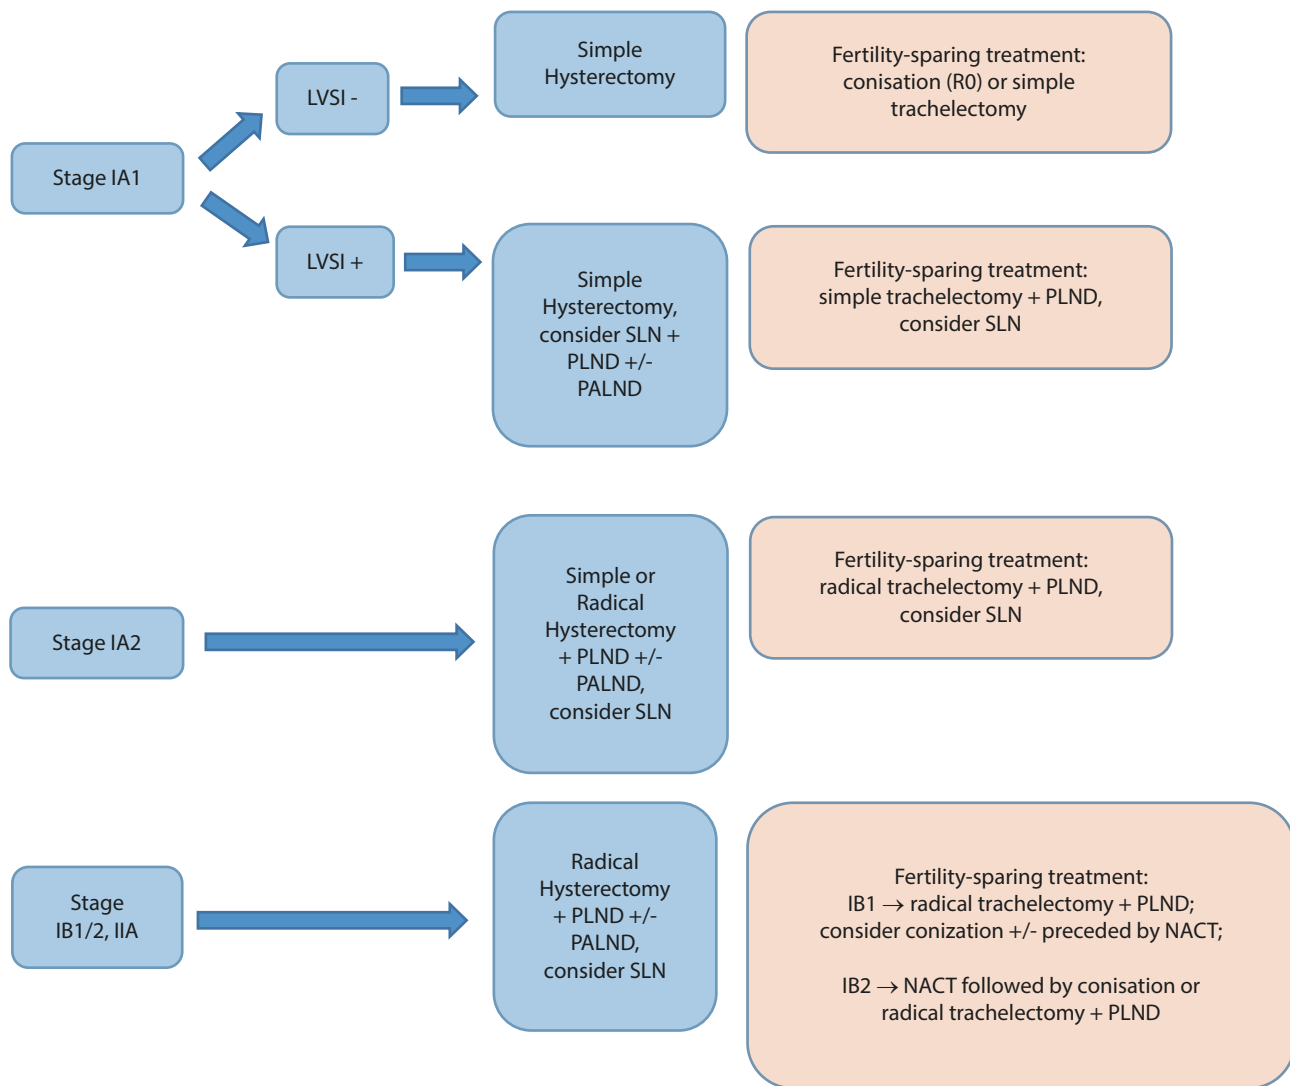 Stage IA1
LVSI -
Simple
Hysterectomy
Fertility-sparing treatment:
conisation (R0) or simple
trachelectomy
LVSI +
Simple
Hysterectomy,
consider SLN +
PLND +/-
PALND
Fertility-sparing treatment:
simple trachelectomy + PLND,
consider SLN
Stage IA2
Simple or
Radical
Hysterectomy
+ PLND +/-
PALND,
consider SLN
Fertility-sparing treatment:
radical trachelectomy + PLND,
consider SLN
Stage
IB1/2, IIA
Radical
Hysterectomy
+ PLND +/-
PALND,
consider SLN
Fertility-sparing treatment:
IB1 → radical trachelectomy + PLND;
consider conization +/- preceded by NACT;
IB2 → NACT followed by conisation or
radical trachelectomy + PLND